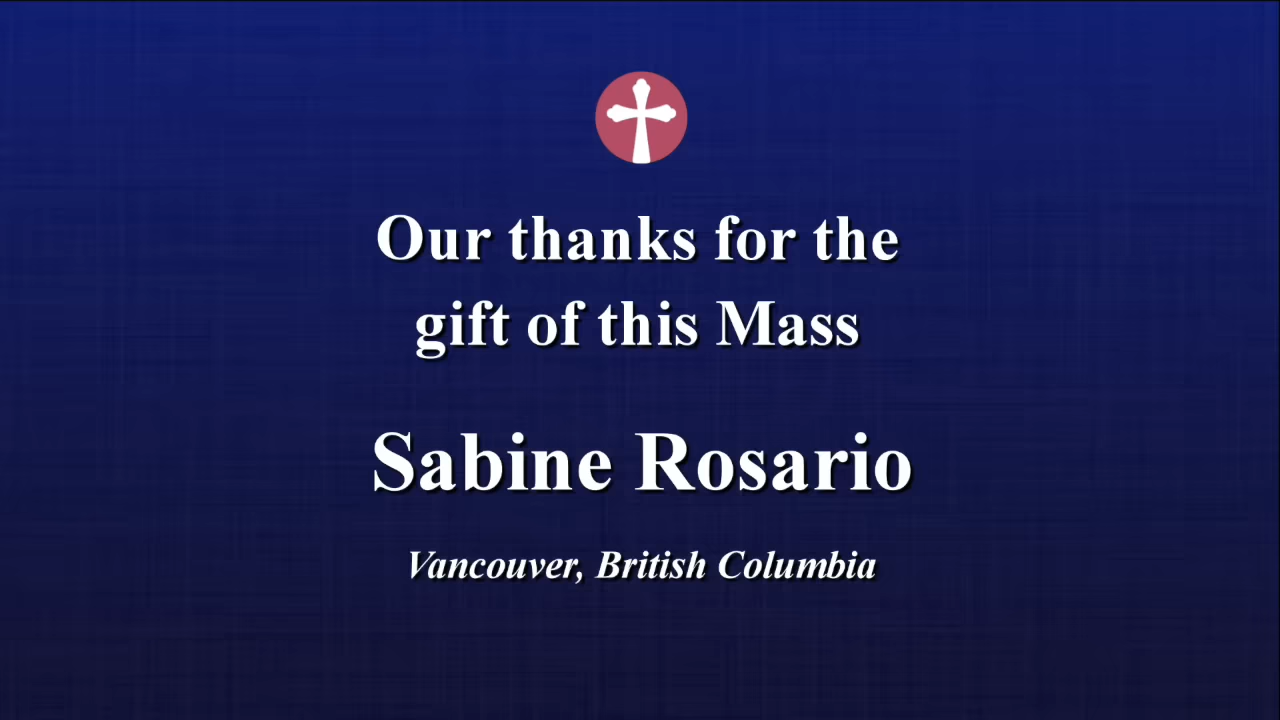 Our thanks for the
gift of this Mass
Sabine Rosario
Vancouver, British Columbia